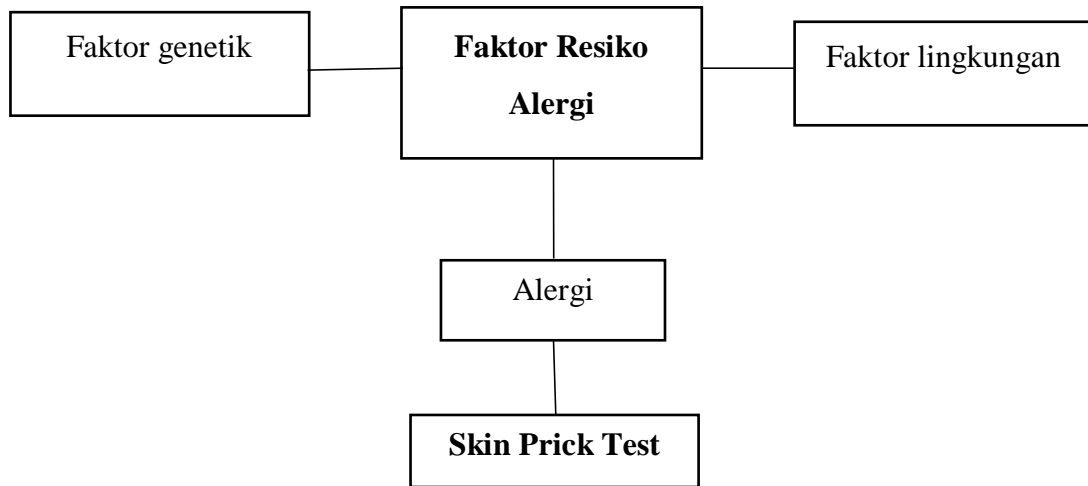 Faktor genetik
Faktor Resiko
Alergi
Faktor lingkungan
Alergi
Skin Prick Test